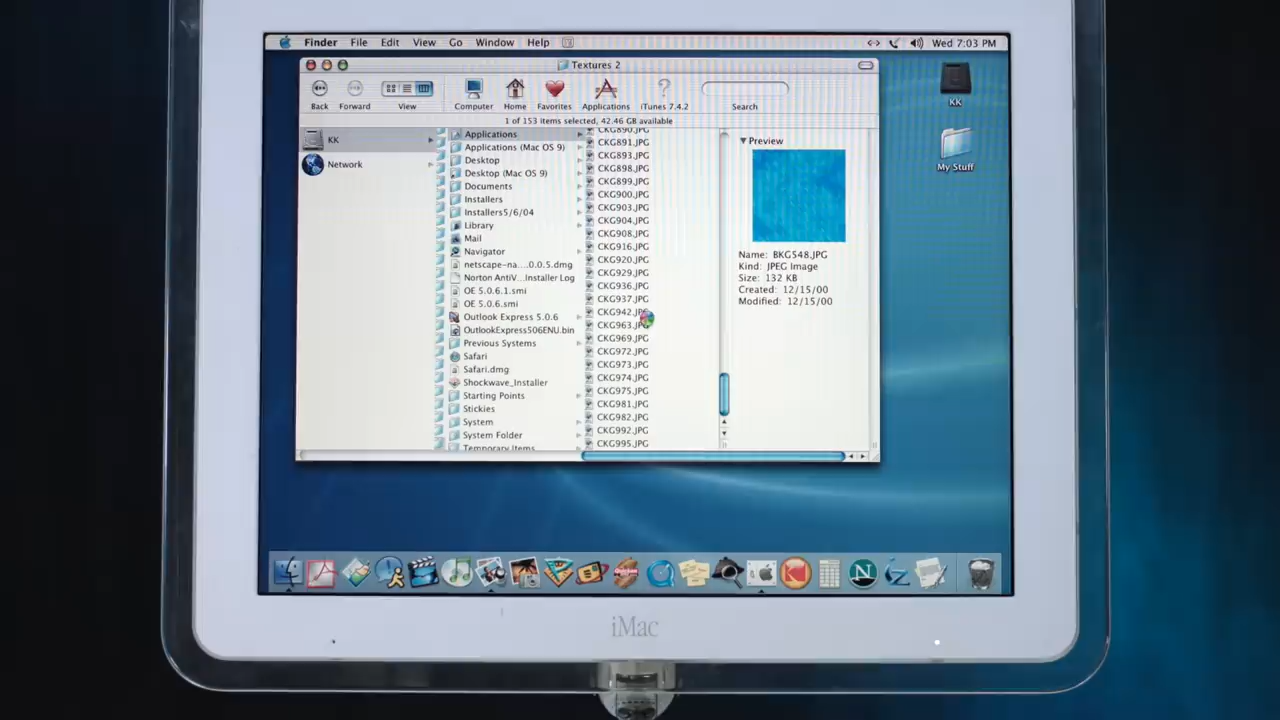 Finder File Edit View Go Window Help
Wed 7:03 PM
Textures 2
Back Forward View Computer Home Favorites Applications iTunes 7.4.2 Search
1 of 153 items selected, 42.46 GB available
KK
Network
Applications
Applications (Mac OS 9)
Desktop
Desktop (Mac OS 9)
Documents
Installers
Installers5/6/04
Library
Mail
Navigator
netscape-na....0.0.5.dmg
Norton AntiV...Installer Log
OE 5.0.6.1.smi
OE 5.0.6.smi
Outlook Express 5.0.6
OutlookExpress506ENU.bin
Previous Systems
Safari
Safari.dmg
Shockwave_Installer
Starting Points
Stickies
System
System Folder
Temporary Items
CKG890.JPG
CKG891.JPG
CKG893.JPG
CKG898.JPG
CKG899.JPG
CKG900.JPG
CKG903.JPG
CKG904.JPG
CKG908.JPG
CKG916.JPG
CKG920.JPG
CKG929.JPG
CKG936.JPG
CKG937.JPG
CKG942.JPG
CKG963.JPG
CKG969.JPG
CKG972.JPG
CKG973.JPG
CKG974.JPG
CKG975.JPG
CKG981.JPG
CKG982.JPG
CKG992.JPG
CKG995.JPG
Preview
Name: BKG548.JPG
Kind: JPEG Image
Size: 132 KB
Created: 12/15/00
Modified: 12/15/00
KK
My Stuff
iMac